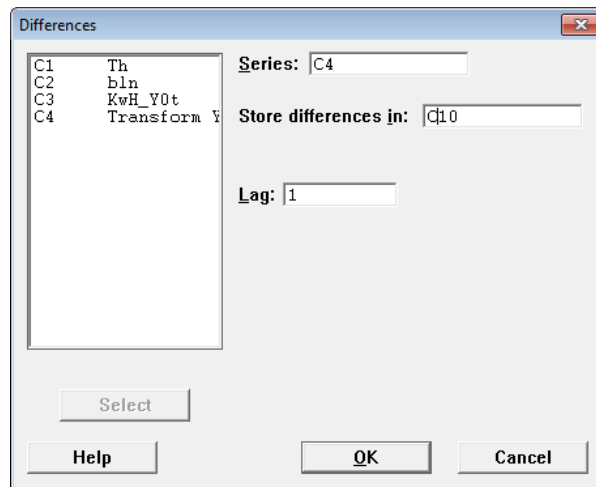 Differences
C1 Th
C2 bln
C3 KwH_Y0t
C4 Transform Y
Series: C4
Store differences in: C10
Lag: 1
Select
Help
OK
Cancel